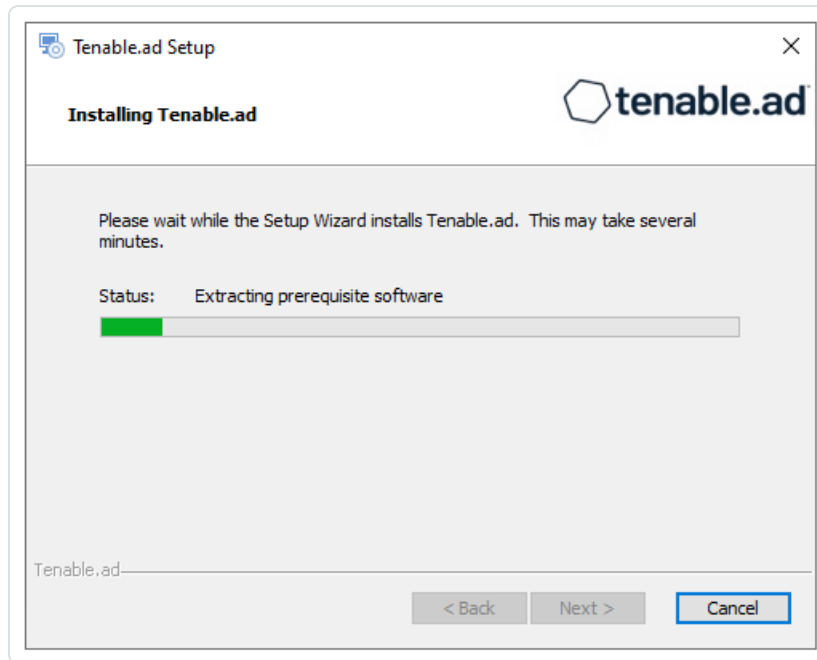 Tenable.ad Setup
Installing Tenable.ad
tenable.ad
Please wait while the Setup Wizard installs Tenable.ad. This may take several
minutes.
Status: Extracting prerequisite software
Tenable.ad
< Back Next > Cancel